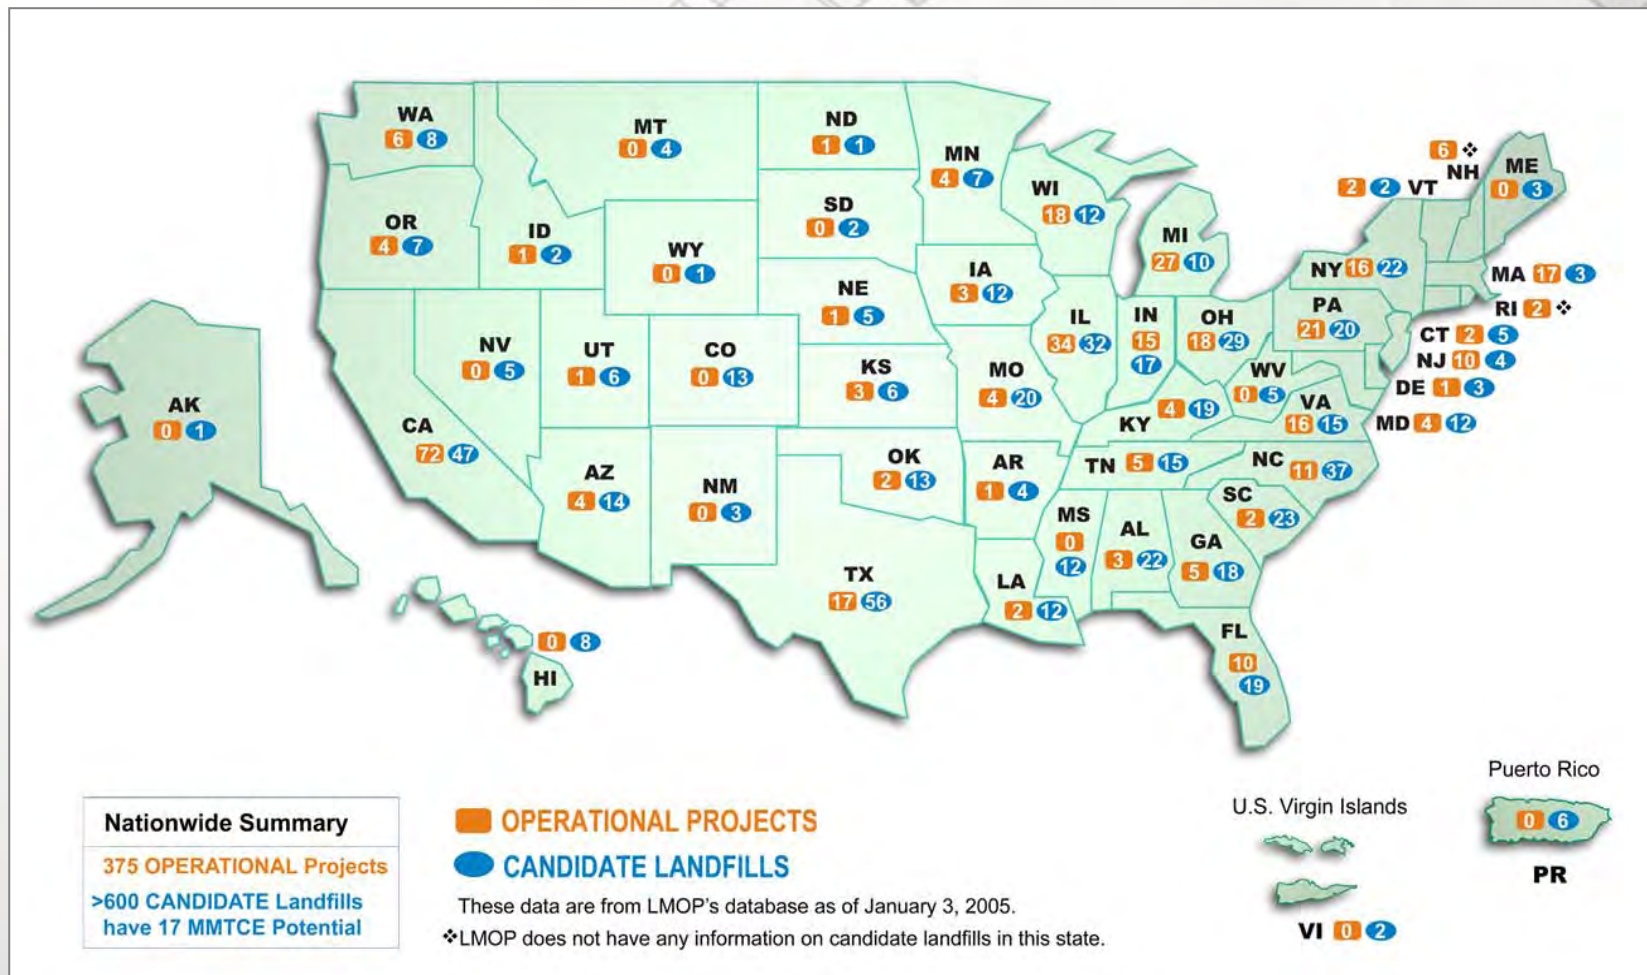 WA
6 8
MT
0 4
ND
1 1
MN
4 7
6 ❖
NH
ME
0 3
2 2 VT
OR
4 7
ID
1 2
WY
0 1
SD
0 2
WI
18 12
MI
27 10
NY 16 22
MA 17 3
RI 2 ❖
NE
1 5
IA
3 12
IL
34 32
IN
15
17
OH
18 29
PA
21 20
CT 2 5
NJ 10 4
DE 1 3
MD 4 12
NV
0 5
UT
1 6
CO
0 13
KS
3 6
MO
4 20
WV
0 5
VA
16 15
KY 4 19
AK
0 1
CA
72 47
AZ
4 14
NM
0 3
OK
2 13
AR
1 4
TN 5 15
NC
11 37
SC
2 23
MS
0
12
AL
3 22
GA
5 18
TX
17 56
LA
2 12
FL
10
19
0 8
HI
Nationwide Summary
375 OPERATIONAL Projects
>600 CANDIDATE Landfills
have 17 MMTCE Potential
OPERATIONAL PROJECTS
CANDIDATE LANDFILLS
These data are from LMOP's database as of January 3, 2005.
❖LMOP does not have any information on candidate landfills in this state.
U.S. Virgin Islands
VI 0 2
Puerto Rico
0 6
PR